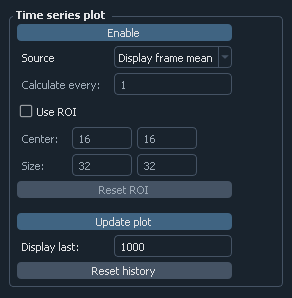 Time series plot
Enable
Source Display frame mean
Calculate every: 1
Use ROI
Center: 16 16
Size: 32 32
Reset ROI
Update plot
Display last: 1000
Reset history